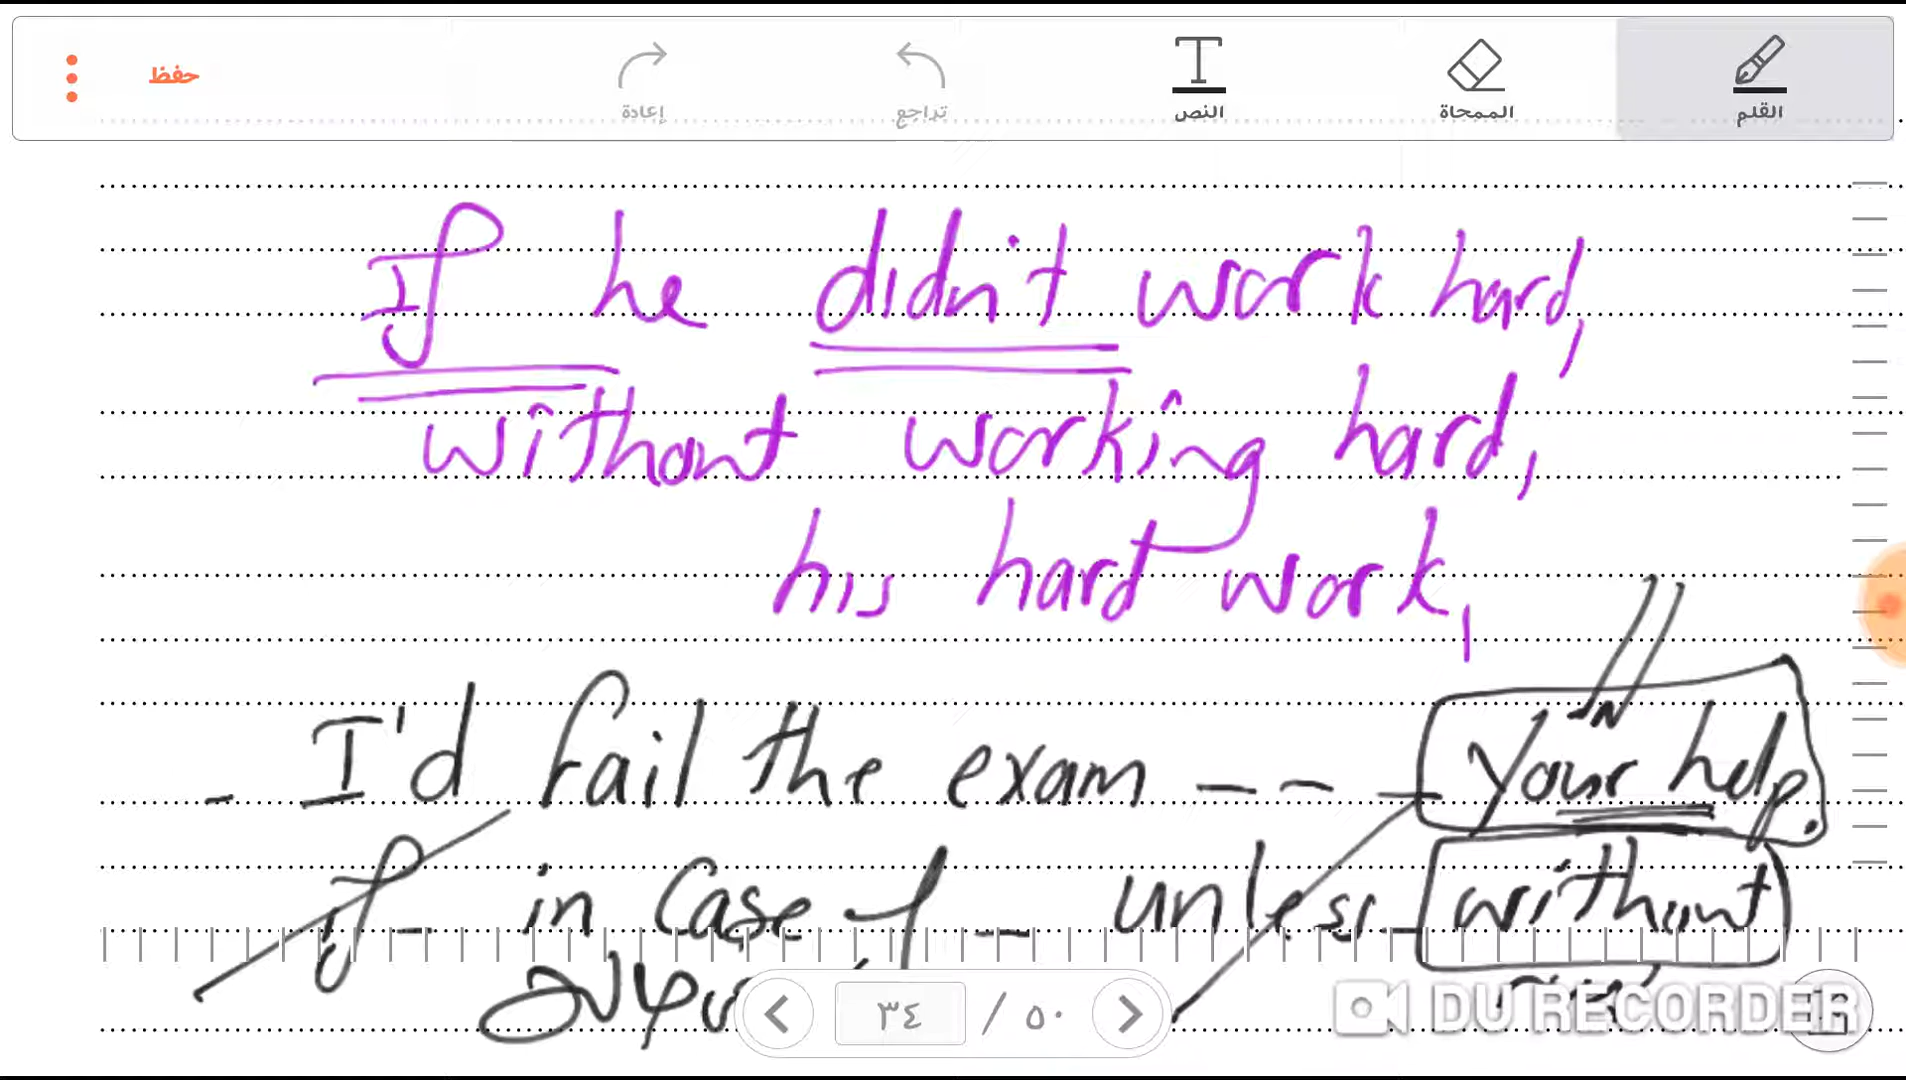 حفظ إعادة تراجع النص الممحاة القلم
If he didn't work hard,
without working hard,
his hard work,
- I'd fail the exam - - - your help.
If - in case of - unless - without
٣٤ / ٥٠
DU RECORDER